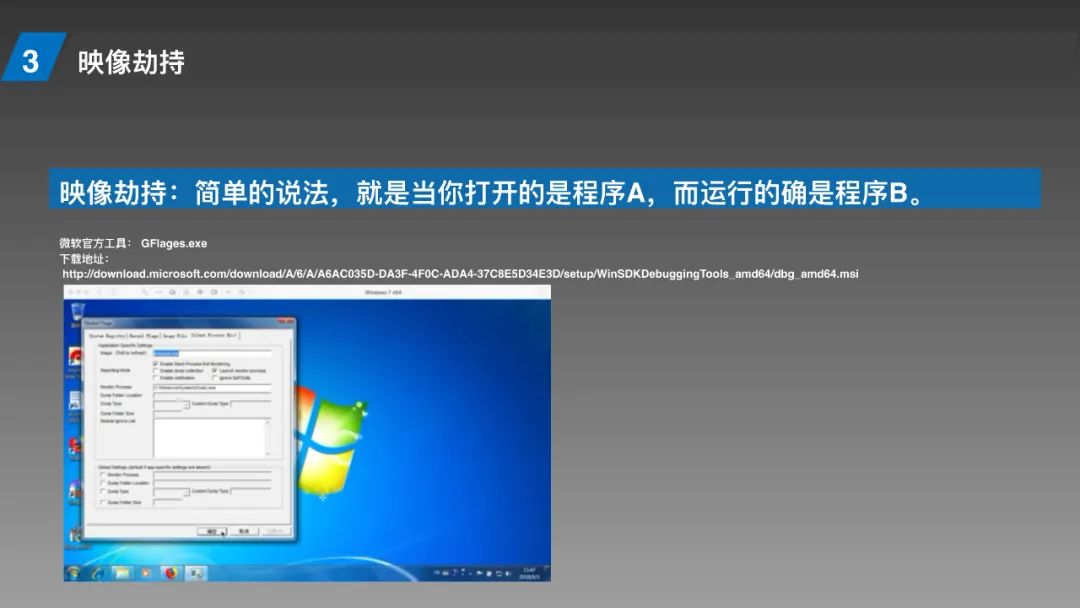 3
映像劫持
映像劫持：简单的说法，就是当你打开的是程序A，而运行的确是程序B。
微软官方工具： GFlages.exe
下载地址：
http://download.microsoft.com/download/A/6/A/A6AC035D-DA3F-4F0C-ADA4-37C8E5D34E3D/setup/WinSDKDebuggingTools_amd64/dbg_amd64.msi
Windows 7 x64
Global Flags
System Registry Kernel Flags Image File Silent Process Exit
Application Specific Settings
Image: (TAB to refresh)
Enable Silent Process Exit Monitoring
Reporting Mode
Enable dump collection Launch monitor process
Enable notification Ignore Self Exits
Monitor Process
Dump Folder Location
Dump Type Custom Dump Type
Dump Folder Size
Module Ignore List
Global Settings (default if app-specific settings are absent)
Monitor Process
Dump Folder Location
Dump Type Custom Dump Type
Dump Folder Size
确定 取消
11:47